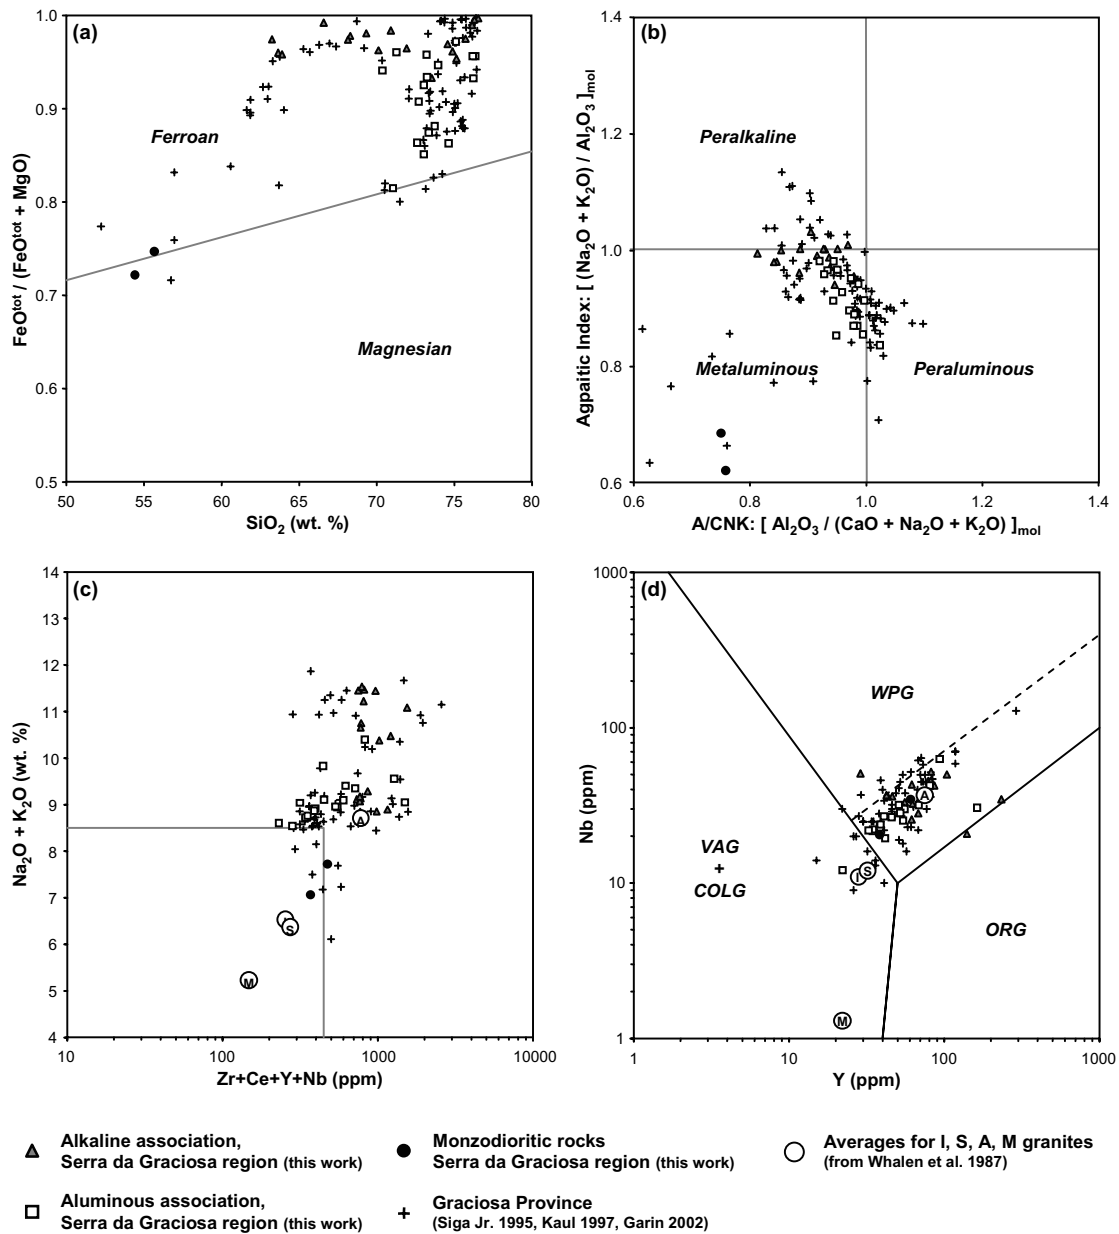 (a)
1.0
0.9
0.8
0.7
0.6
0.5
FeO^tot / (FeO^tot + MgO)
Ferroan
Magnesian
50 55 60 65 70 75 80
SiO₂ (wt. %)
(b)
1.4
1.2
1.0
0.8
0.6
Agpaitic Index: [ (Na₂O + K₂O) / Al₂O₃ ]mol
Peralkaline
Metaluminous
Peraluminous
0.6 0.8 1.0 1.2 1.4
A/CNK: [ Al₂O₃ / (CaO + Na₂O + K₂O) ]mol
(c)
14
13
12
11
10
9
8
7
6
5
4
Na₂O + K₂O (wt. %)
A
I
S
M
10 100 1000 10000
Zr+Ce+Y+Nb (ppm)
(d)
1000
100
10
1
Nb (ppm)
WPG
VAG
+
COLG
ORG
A
I
S
M
1 10 100 1000
Y (ppm)
Alkaline association,
Serra da Graciosa region (this work)
Aluminous association,
Serra da Graciosa region (this work)
Monzodioritic rocks
Serra da Graciosa region (this work)
Graciosa Province
(Siga Jr. 1995, Kaul 1997, Garin 2002)
Averages for I, S, A, M granites
(from Whalen et al. 1987)